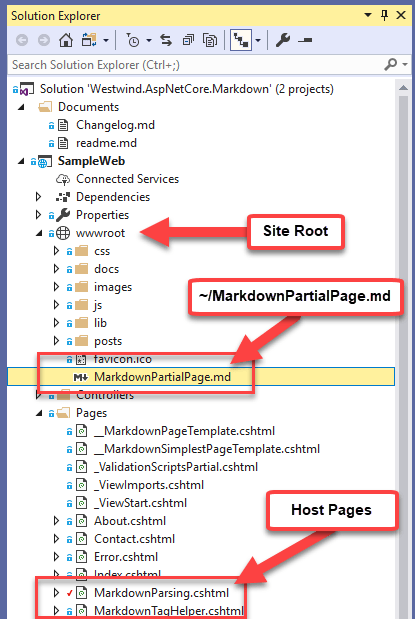 Solution Explorer
Search Solution Explorer (Ctrl+;)
Solution 'Westwind.AspNetCore.Markdown' (2 projects)
Documents
Changelog.md
readme.md
SampleWeb
Connected Services
Dependencies
Properties
wwwroot
Site Root
css
docs
images
~/MarkdownPartialPage.md
js
lib
posts
favicon.ico
MarkdownPartialPage.md
Controllers
Pages
__MarkdownPageTemplate.cshtml
__MarkdownSimplestPageTemplate.cshtml
_ValidationScriptsPartial.cshtml
_ViewImports.cshtml
_ViewStart.cshtml
About.cshtml
Host Pages
Contact.cshtml
Error.cshtml
Index.cshtml
MarkdownParsing.cshtml
MarkdownTagHelper.cshtml